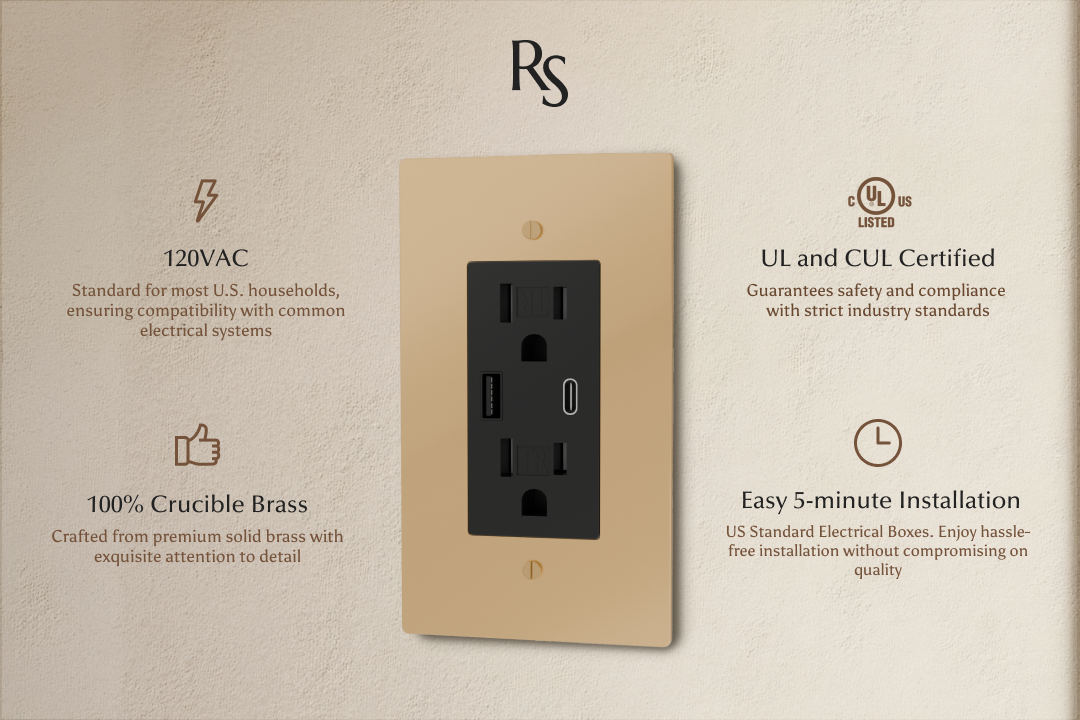 RS
120VAC
Standard for most U.S. households,
ensuring compatibility with common
electrical systems
C UL US
LISTED
UL and CUL Certified
Guarantees safety and compliance
with strict industry standards
100% Crucible Brass
Crafted from premium solid brass with
exquisite attention to detail
Easy 5-minute Installation
US Standard Electrical Boxes. Enjoy hassle-
free installation without compromising on
quality